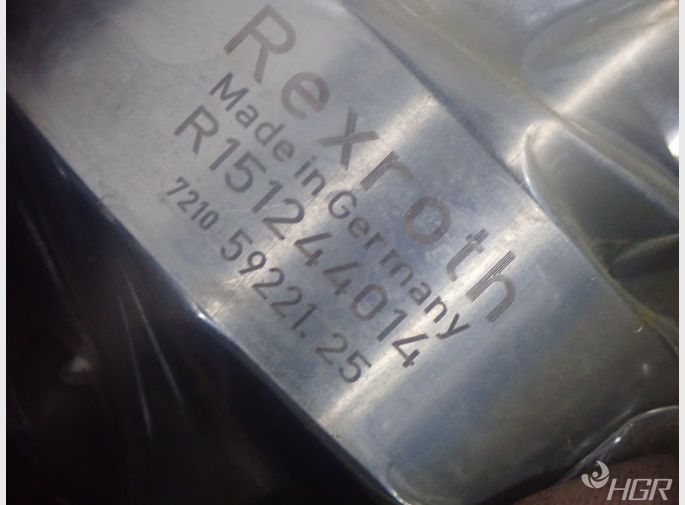 Rexroth
Made in Germany
R151244014
7210 59221.25
HGR